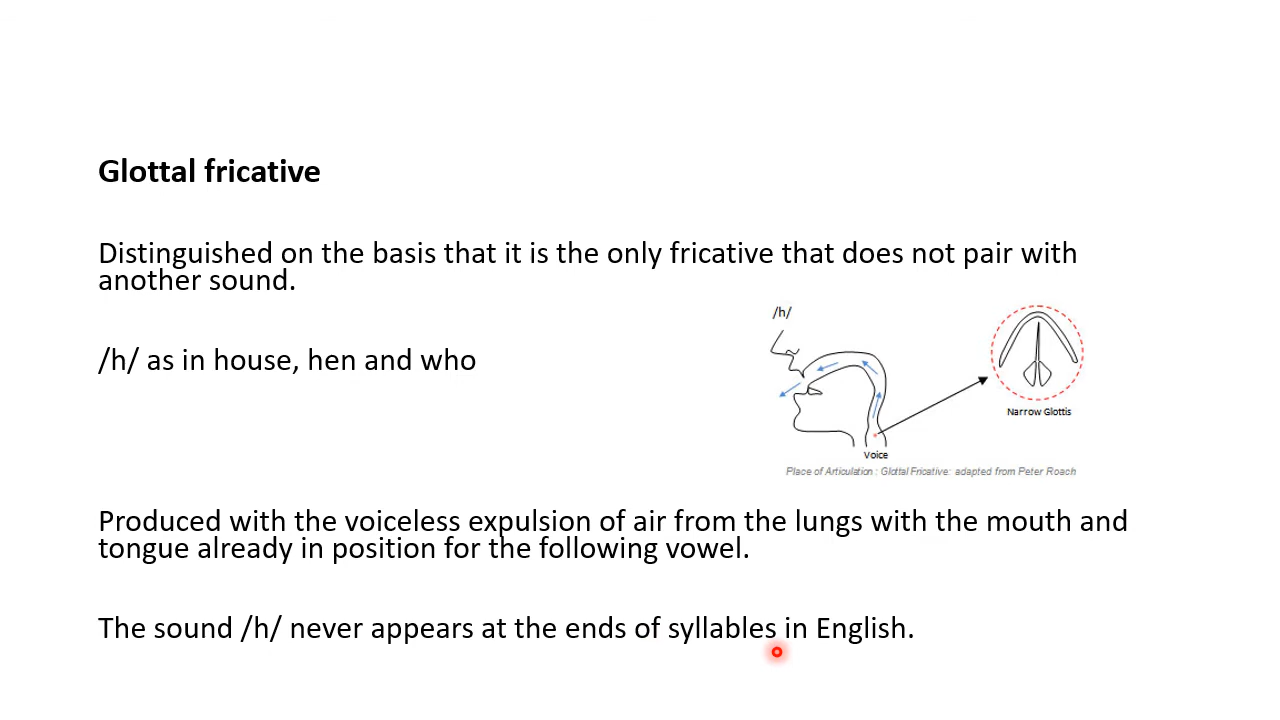 Glottal fricative
Distinguished on the basis that it is the only fricative that does not pair with
another sound.
/h/ as in house, hen and who
/h/
Narrow Glottis
Voice
Place of Articulation : Glottal Fricative: adapted from Peter Roach
Produced with the voiceless expulsion of air from the lungs with the mouth and
tongue already in position for the following vowel.
The sound /h/ never appears at the ends of syllables in English.